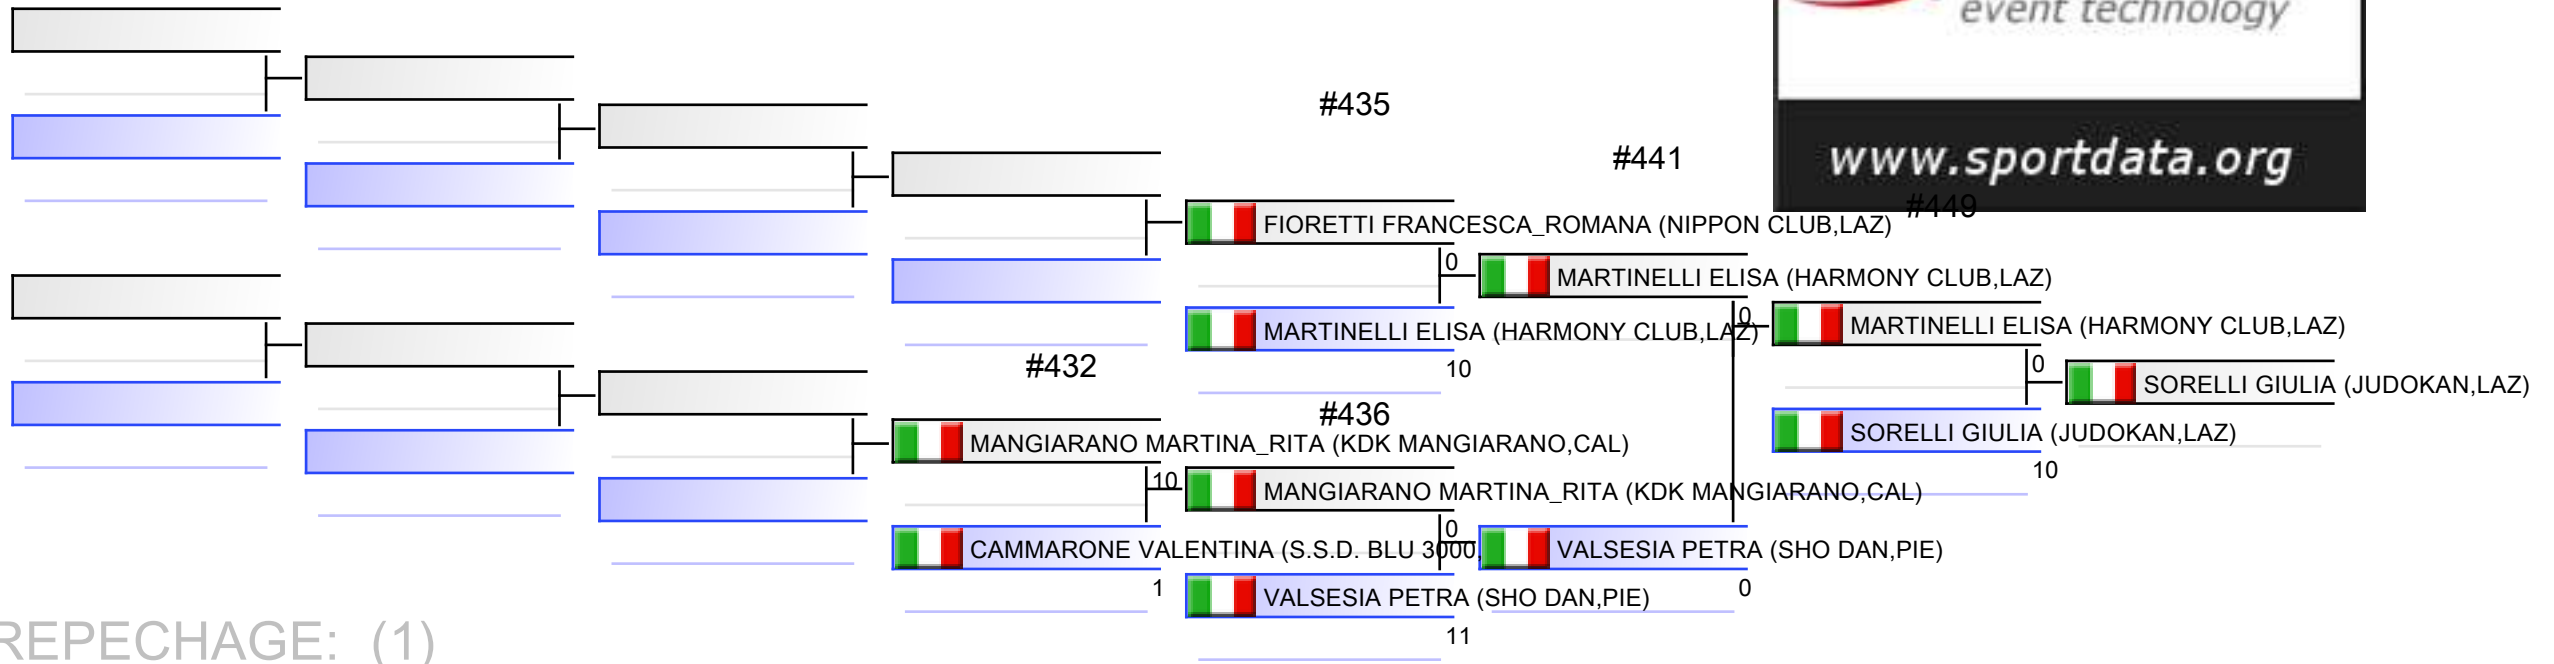 event technology
www.sportdata.org
#435
#441
#449
FIORETTI FRANCESCA_ROMANA (NIPPON CLUB,LAZ)
0
MARTINELLI ELISA (HARMONY CLUB,LAZ)
MARTINELLI ELISA (HARMONY CLUB,LAZ)
10
0
MARTINELLI ELISA (HARMONY CLUB,LAZ)
0
SORELLI GIULIA (JUDOKAN,LAZ)
SORELLI GIULIA (JUDOKAN,LAZ)
10
#432
#436
MANGIARANO MARTINA_RITA (KDK MANGIARANO,CAL)
10
MANGIARANO MARTINA_RITA (KDK MANGIARANO,CAL)
0
CAMMARONE VALENTINA (S.S.D. BLU 3000,
1
VALSESIA PETRA (SHO DAN,PIE)
0
VALSESIA PETRA (SHO DAN,PIE)
11
REPECHAGE: (1)